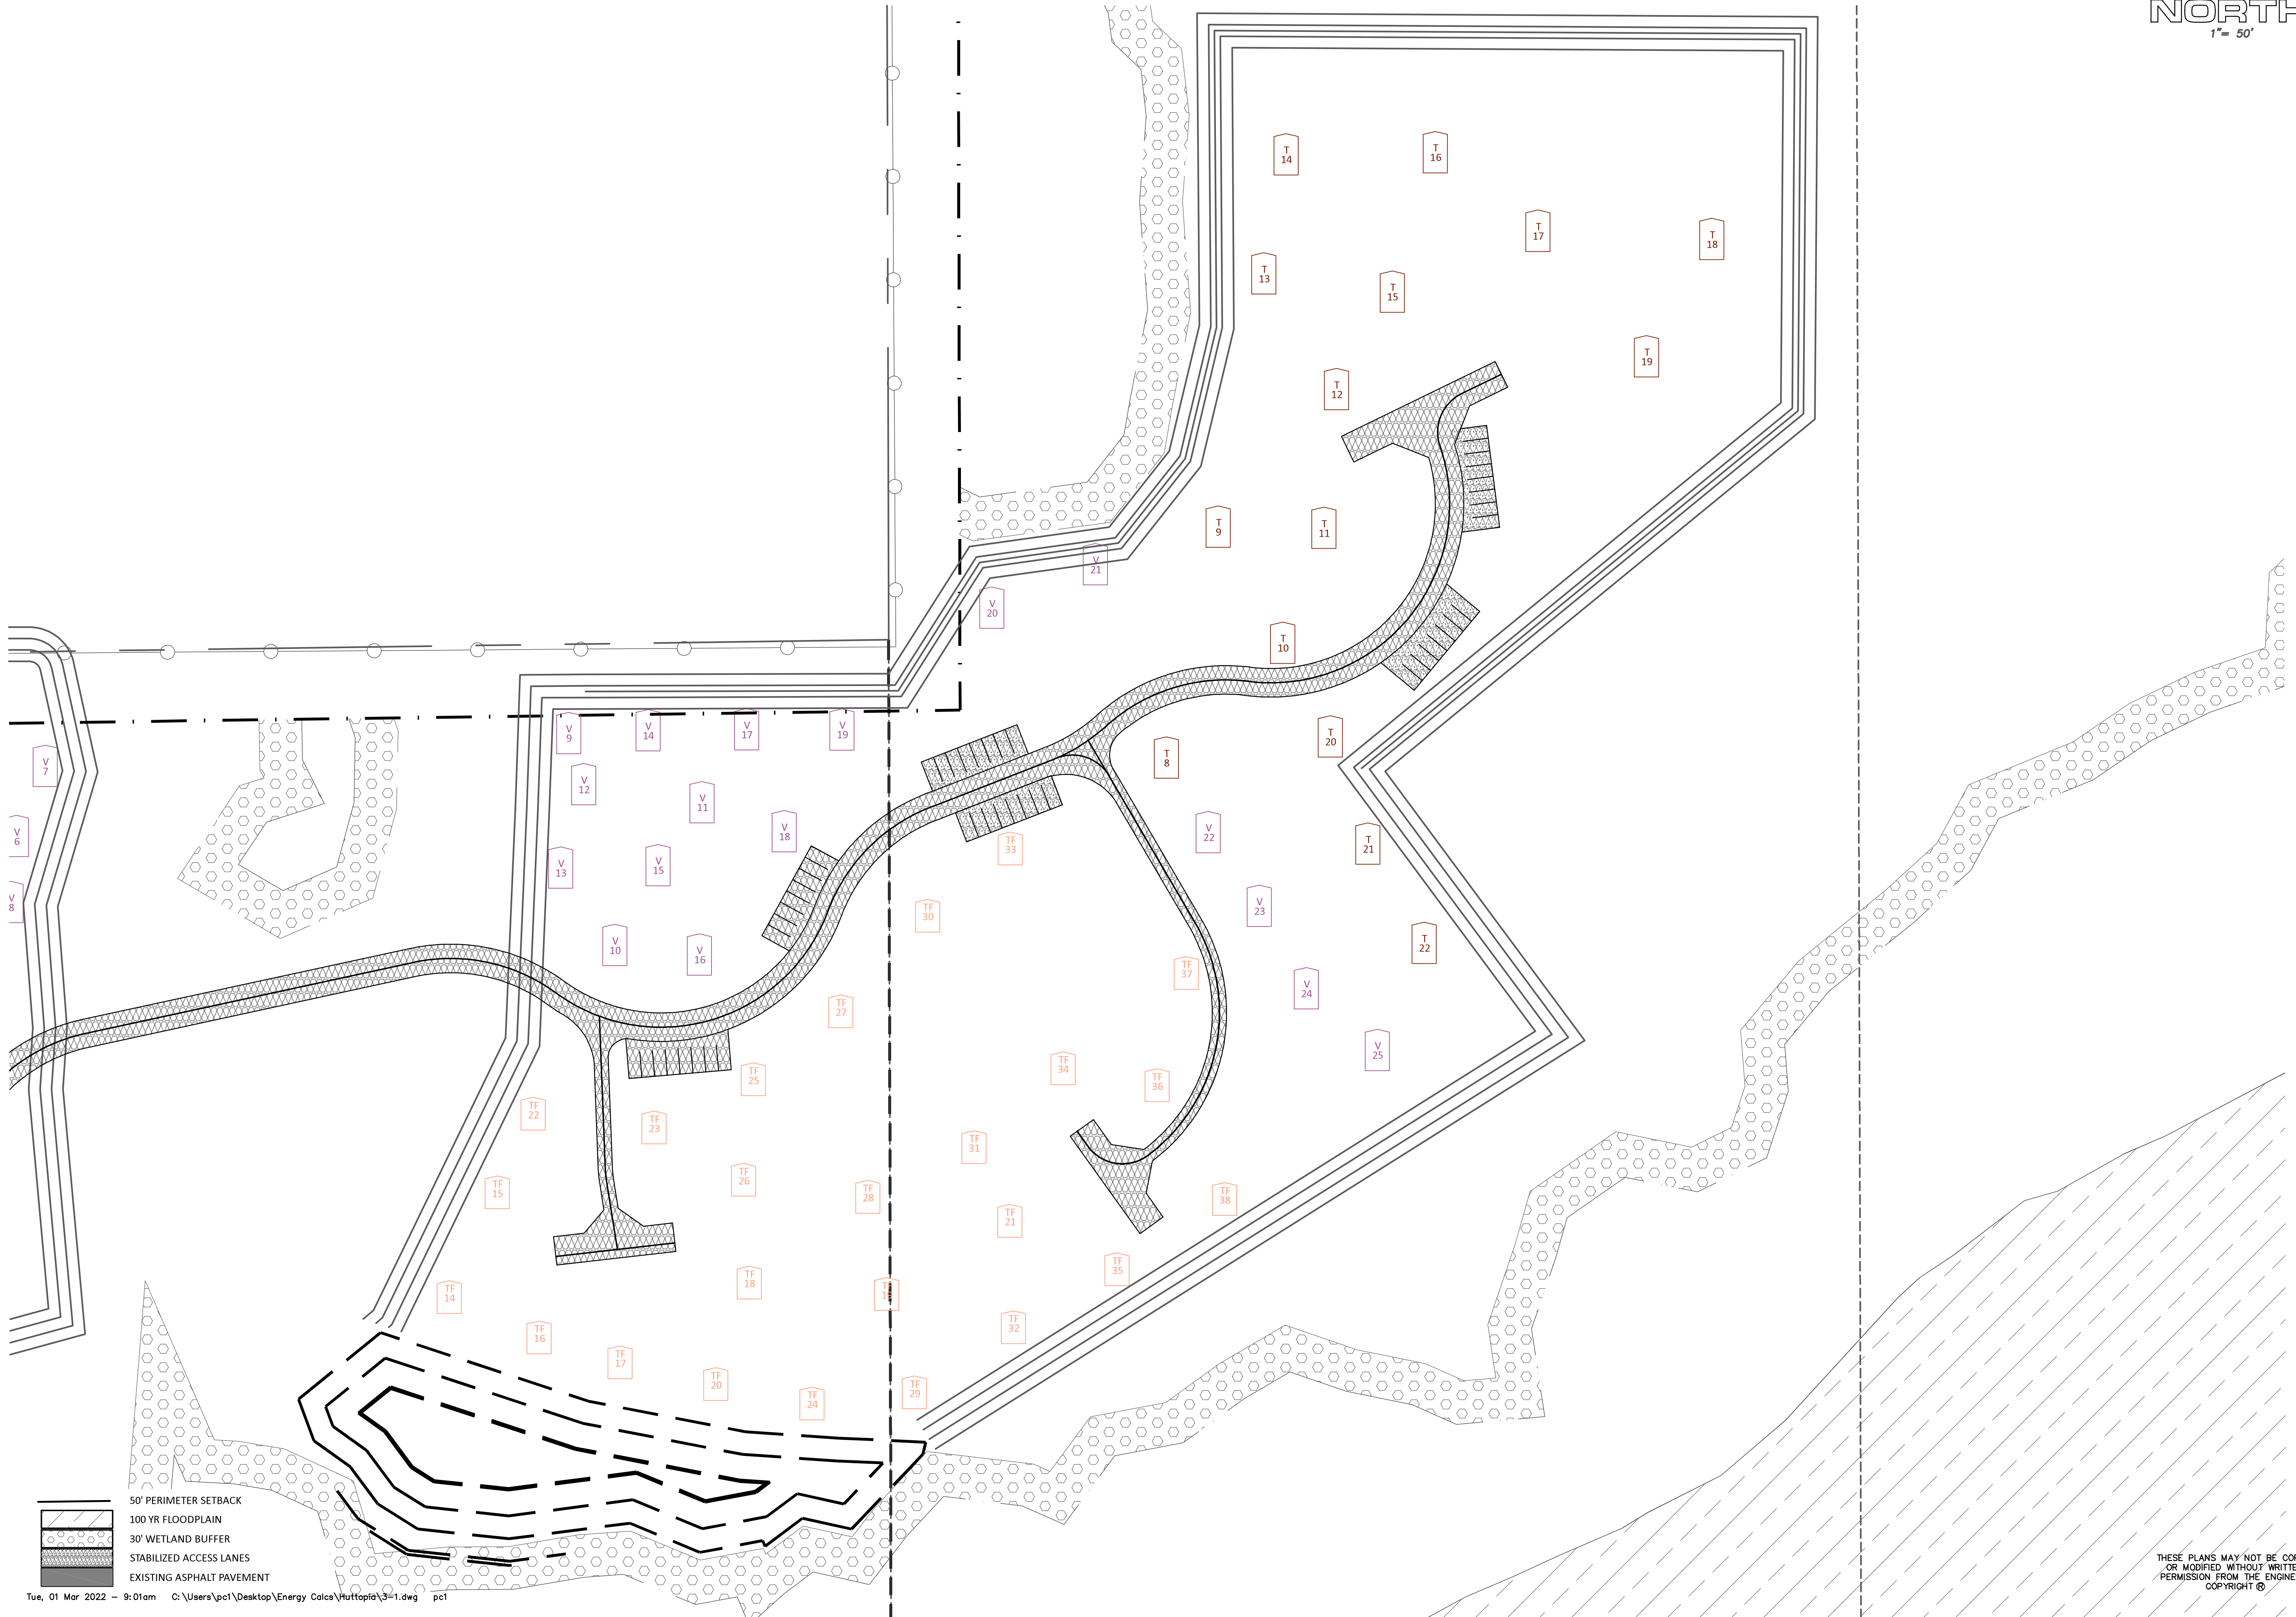 NORTH
1"= 50'
T
14
T
16
T
17
T
18
T
13
T
15
T
19
T
12
T
9
T
11
V
21
V
20
T
10
V
9
V
14
V
17
V
19
T
20
T
8
V
7
V
12
V
11
V
18
V
22
V
6
TF
33
T
21
V
13
V
15
V
8
V
23
TF
30
V
10
V
16
T
22
TF
37
V
24
TF
27
V
25
TF
34
TF
25
TF
36
TF
22
TF
23
TF
31
TF
26
TF
15
TF
28
TF
38
TF
21
TF
35
TF
18
TF
TF
14
TF
32
TF
16
TF
17
TF
20
TF
29
TF
24
50' PERIMETER SETBACK
100 YR FLOODPLAIN
30' WETLAND BUFFER
STABILIZED ACCESS LANES
EXISTING ASPHALT PAVEMENT
Tue, 01 Mar 2022 - 9:01am C:\Users\pc1\Desktop\Energy Calcs\Huttopia\3-1.dwg pc1
THESE PLANS MAY NOT BE COP
OR MODIFIED WITHOUT WRITTE
PERMISSION FROM THE ENGINE
COPYRIGHT ®